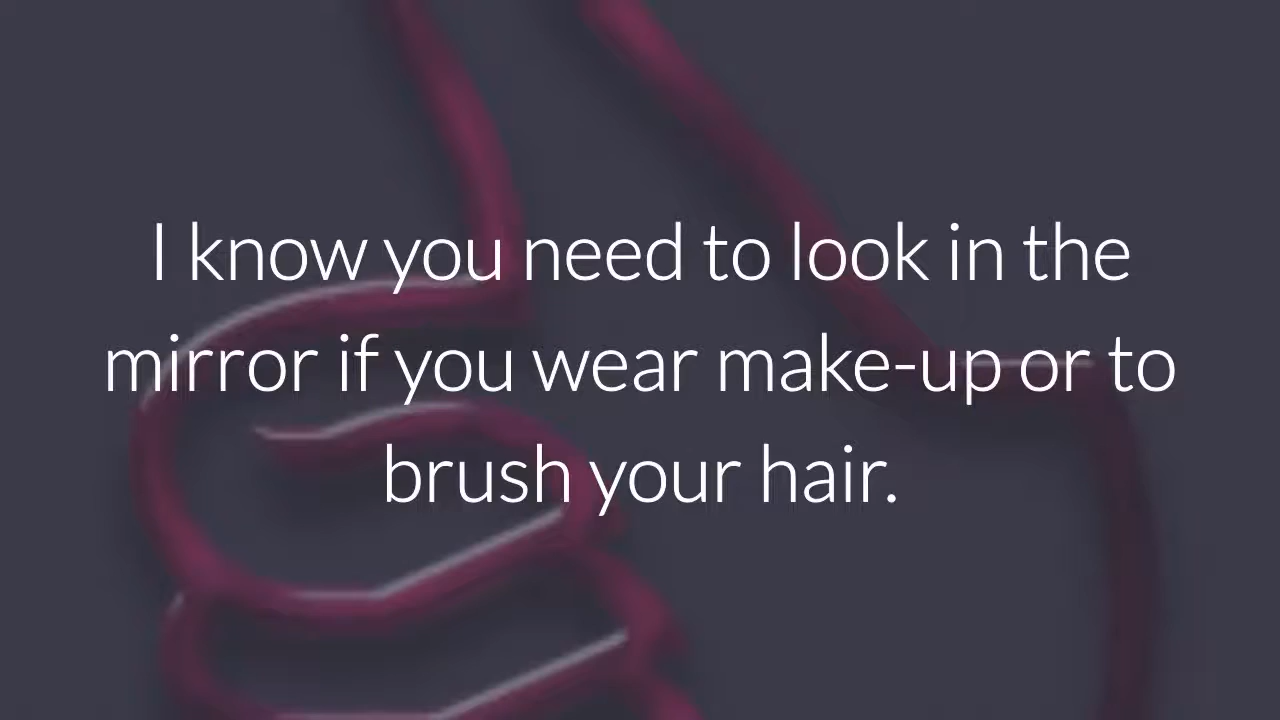 I know you need to look in the
mirror if you wear make-up or to
brush your hair.